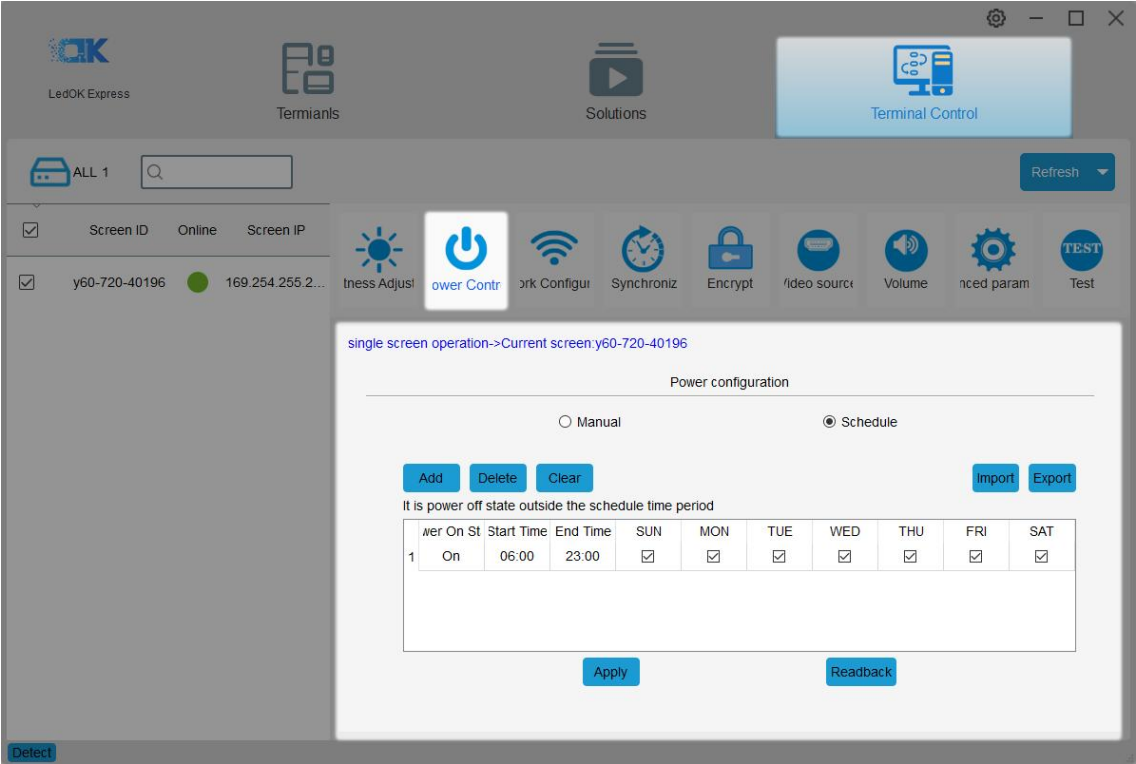 LedOK Express
Termianls
Solutions
Terminal Control
ALL 1
Refresh
Screen ID Online Screen IP
y60-720-40196 169.254.255.2...
tness Adjust ower Contr ork Configur Synchroniz Encrypt Video source Volume nced param TEST Test
single screen operation->Current screen:y60-720-40196
Power configuration
Manual Schedule
Add Delete Clear Import Export
It is power off state outside the schedule time period
wer On St Start Time End Time SUN MON TUE WED THU FRI SAT
1 On 06:00 23:00
Apply Readback
Detect